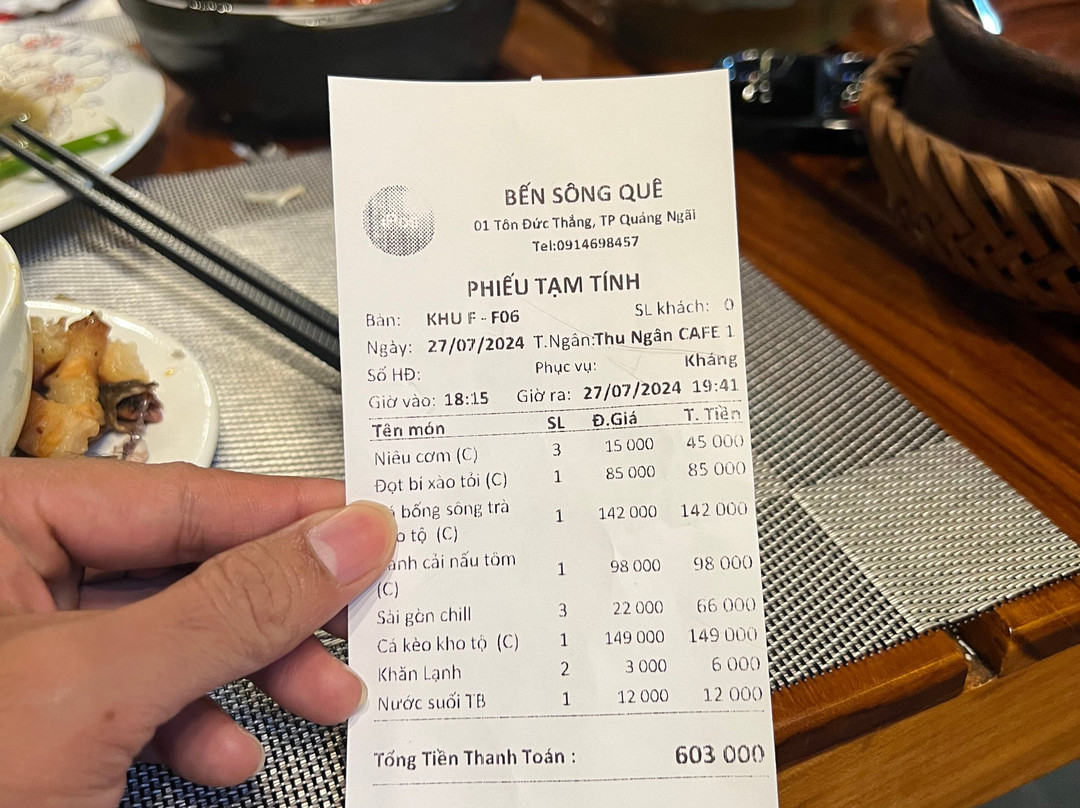 BẾN SÔNG QUÊ
01 Tôn Đức Thắng, TP Quảng Ngãi
Tel:0914698457
PHIẾU TẠM TÍNH
Bàn: KHU F - F06 SL khách: 0
Ngày: 27/07/2024 T.Ngân:Thu Ngân CAFE 1
Số HĐ: Phục vụ: Kháng
Giờ vào: 18:15 Giờ ra: 27/07/2024 19:41
Tên món SL Đ.Giá T. Tiền
Niêu cơm (C) 3 15 000 45 000
Đọt bí xào tỏi (C) 1 85 000 85 000
bống sông trà 1 142 000 142 000
tộ (C)
cải nấu tôm 1 98 000 98 000
(C)
Sài gòn chill 3 22 000 66 000
Cá kèo kho tộ (C) 1 149 000 149 000
Khăn Lạnh 2 3 000 6 000
Nước suối TB 1 12 000 12 000
Tổng Tiền Thanh Toán : 603 000